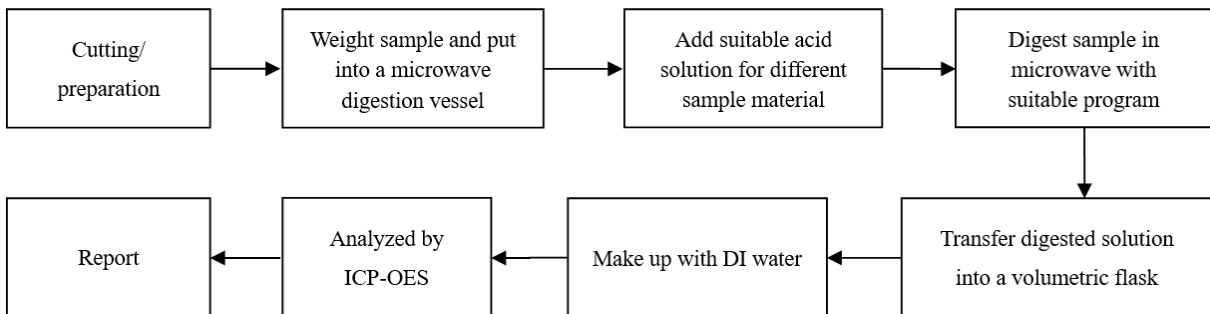 Cutting/
preparation
Weight sample and put
into a microwave
digestion vessel
Add suitable acid
solution for different
sample material
Digest sample in
microwave with
suitable program
Transfer digested solution
into a volumetric flask
Make up with DI water
Analyzed by
ICP-OES
Report